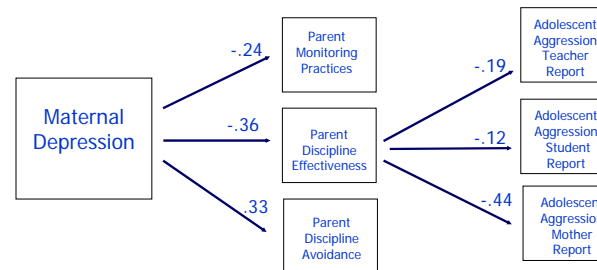 Maternal
Depression
-.24
-.36
.33
Parent
Monitoring
Practices
Parent
Discipline
Effectiveness
Parent
Discipline
Avoidance
-.19
-.12
-.44
Adolescent
Aggression
Teacher
Report
Adolescent
Aggression
Student
Report
Adolescent
Aggression
Mother
Report